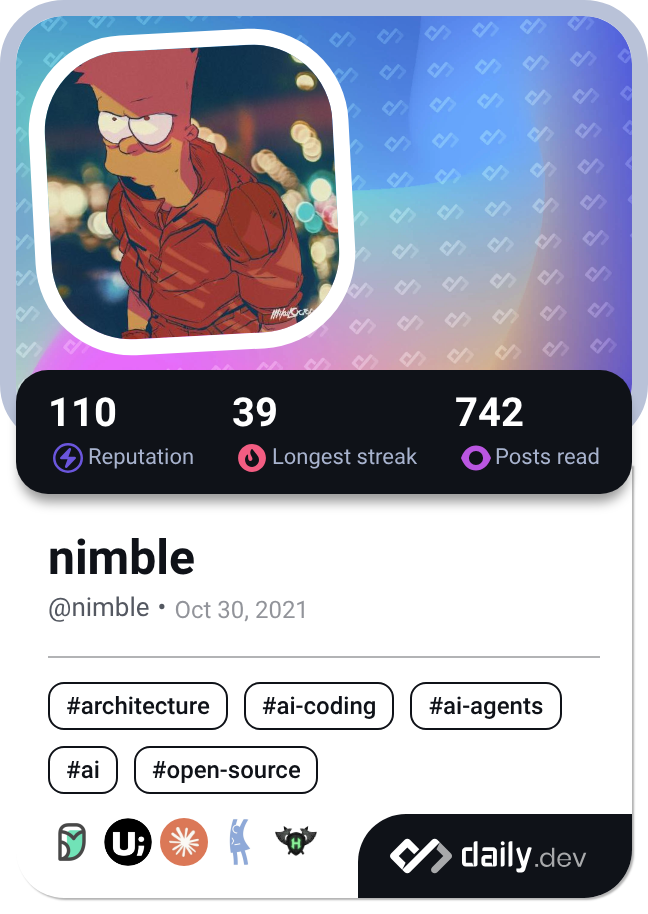 110
39
742
Reputation
Longest streak
Posts read
nimble
@nimble • Oct 30, 2021
#architecture
#ai-coding
#ai-agents
#ai
#open-source
U;
H
daily.dev